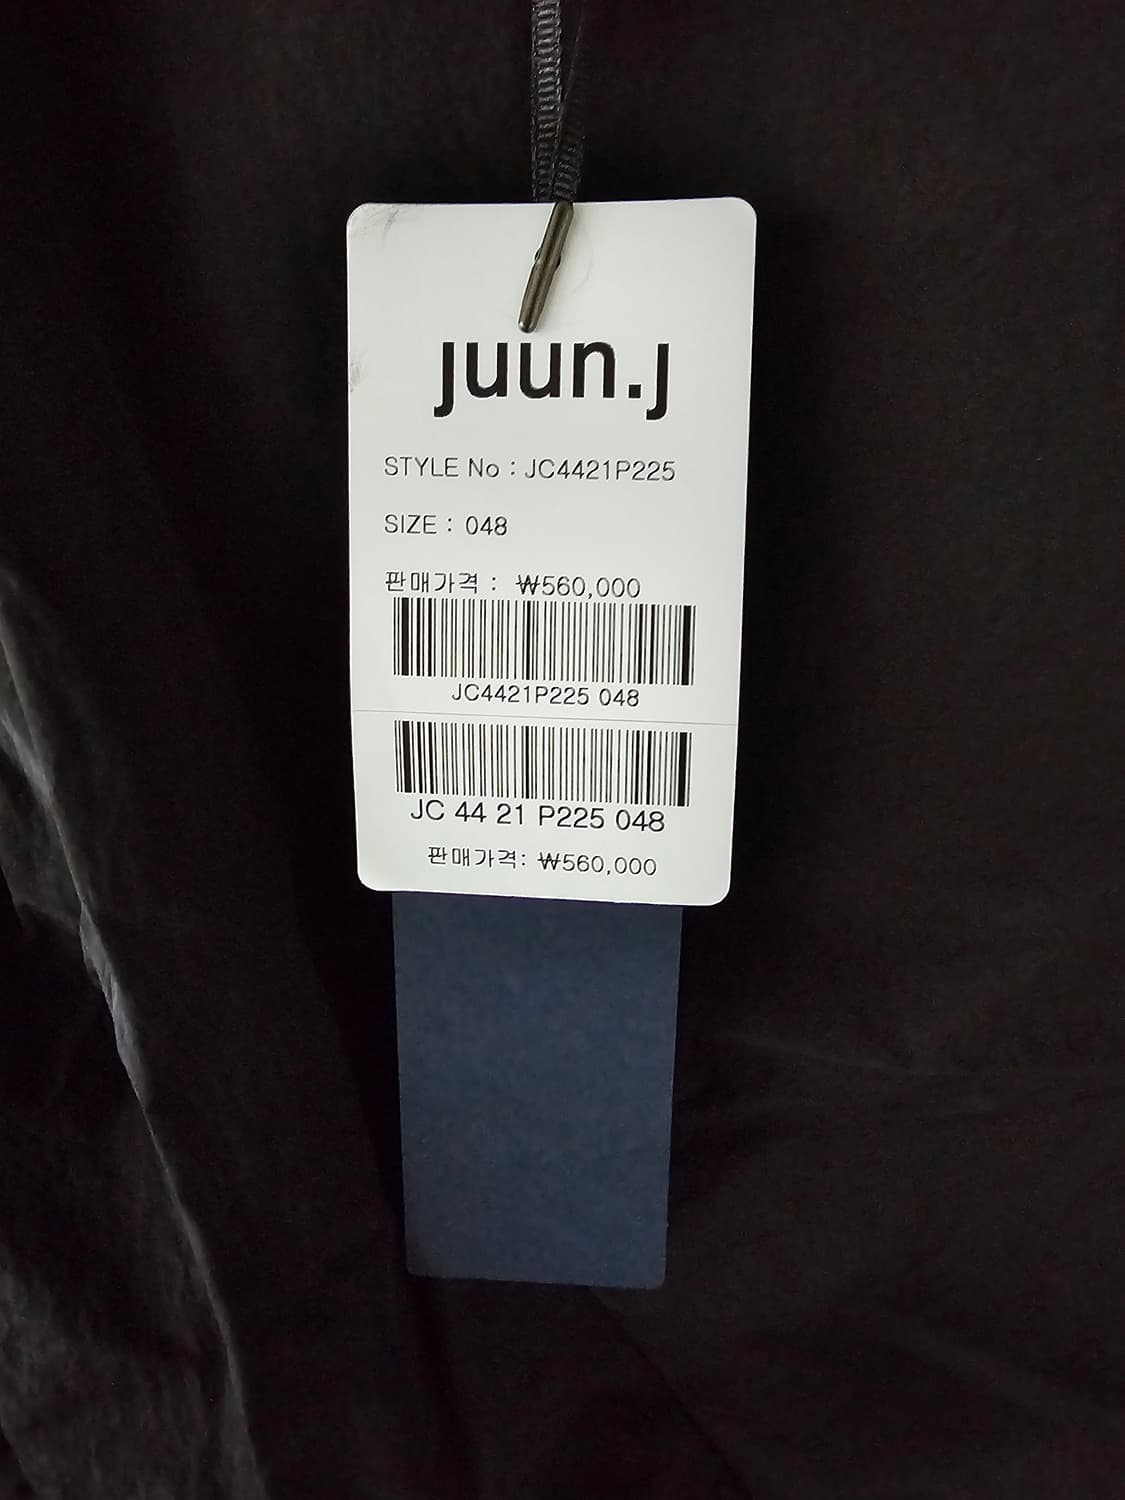 juun.j
STYLE No : JC4421P225
SIZE : 048
판매가격 : ₩560,000
JC4421P225 048
JC 44 21 P225 048
판매가격: ₩560,000